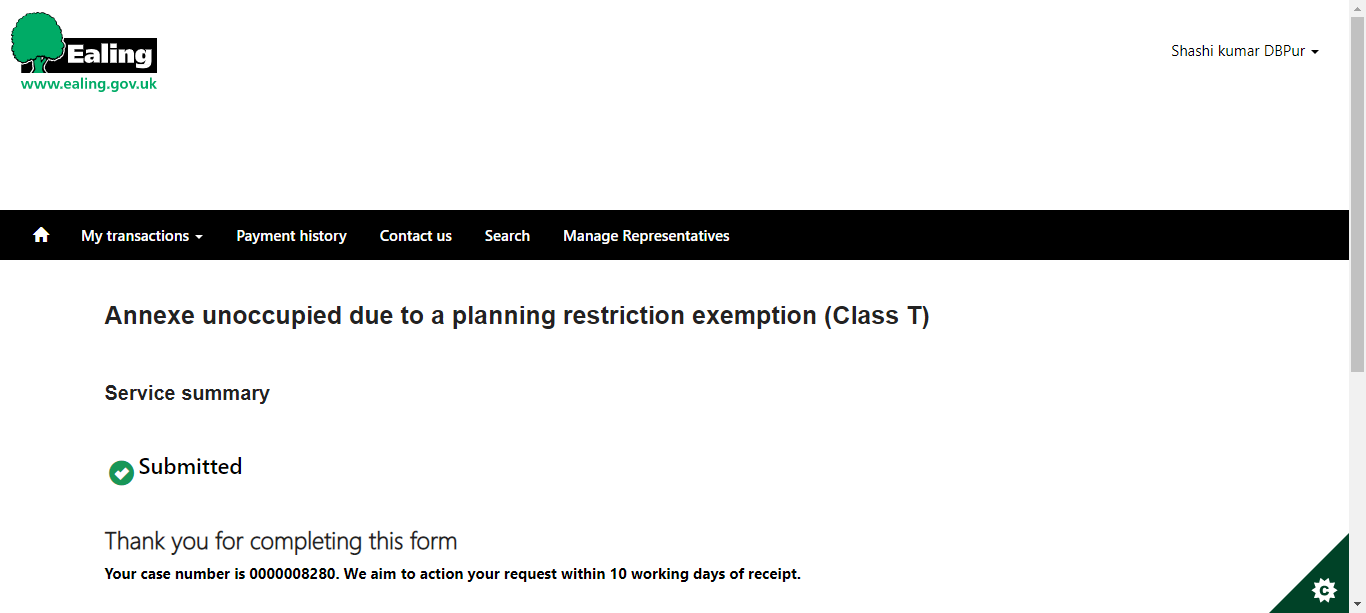 Ealing
www.ealing.gov.uk
Shashi kumar DBPur
My transactions Payment history Contact us Search Manage Representatives
Annexe unoccupied due to a planning restriction exemption (Class T)
Service summary
Submitted
Thank you for completing this form
Your case number is 0000008280. We aim to action your request within 10 working days of receipt.
C